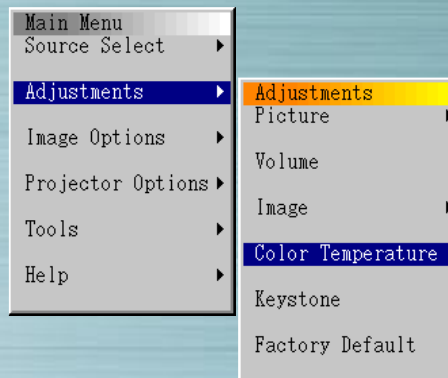 Main Menu
Source Select
Adjustments
Image Options
Projector Options
Tools
Help
Adjustments
Picture
Volume
Image
Color Temperature
Keystone
Factory Default